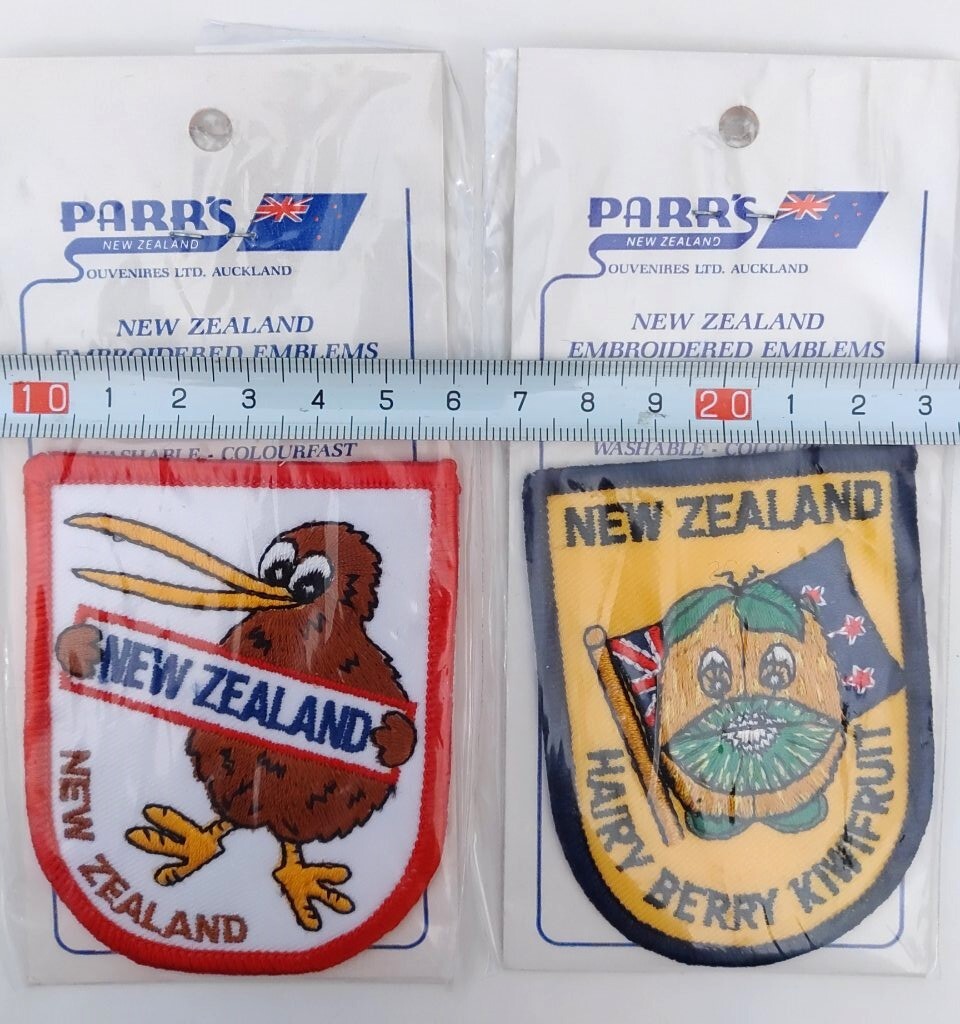 PARR'S
NEW ZEALAND
SOUVENIRES LTD. AUCKLAND
NEW ZEALAND
EMBROIDERED EMBLEMS
WASHABLE - COLOURFAST
NEW ZEALAND
NEW ZEALAND
PARR'S
NEW ZEALAND
SOUVENIRES LTD. AUCKLAND
NEW ZEALAND
EMBROIDERED EMBLEMS
WASHABLE -
NEW ZEALAND
HAIRY BERRY KIWIFRUIT
10 1 2 3 4 5 6 7 8 9 20 1 2 3